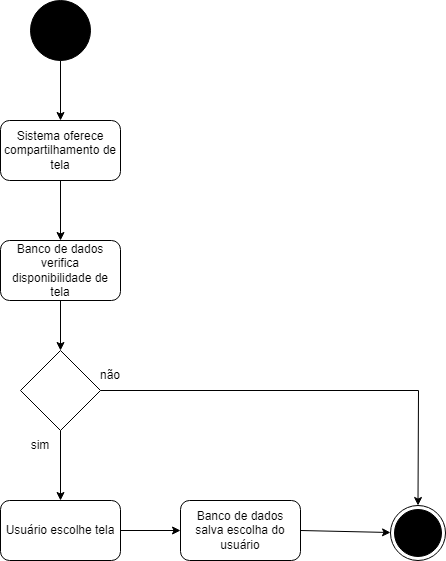 Sistema oferece
compartilhamento de
tela
Banco de dados
verifica
disponibilidade de
tela
não
sim
Usuário escolhe tela
Banco de dados
salva escolha do
usuário